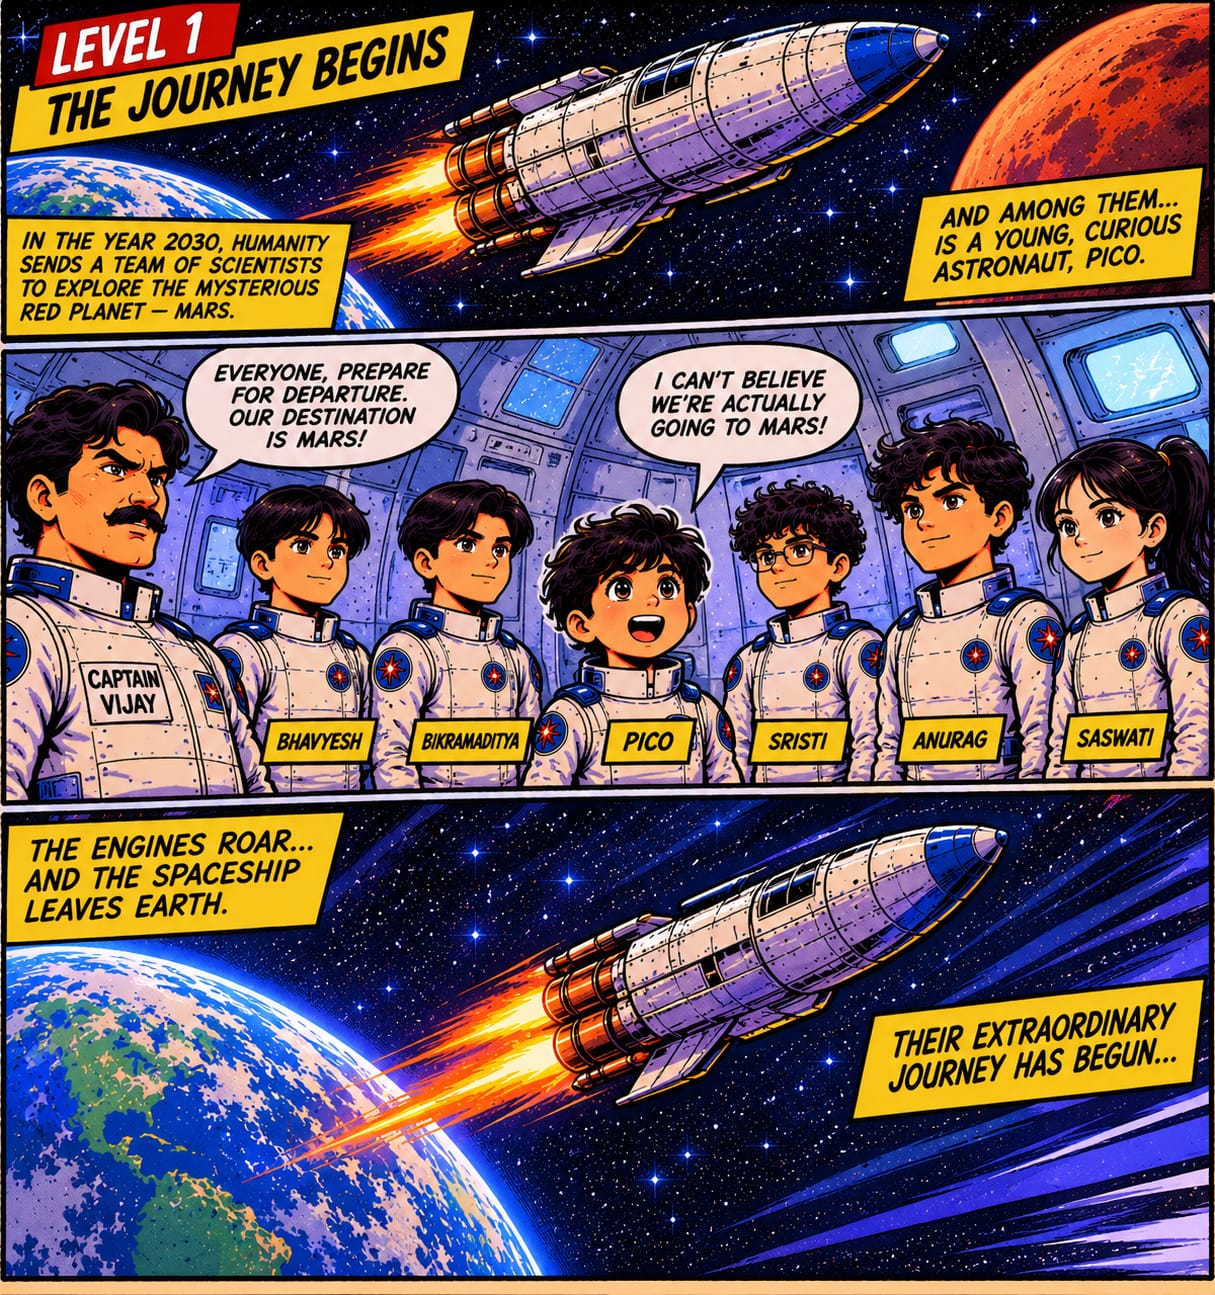 LEVEL 1
THE JOURNEY BEGINS
IN THE YEAR 2030, HUMANITY
SENDS A TEAM OF SCIENTISTS
TO EXPLORE THE MYSTERIOUS
RED PLANET — MARS.
AND AMONG THEM...
IS A YOUNG, CURIOUS
ASTRONAUT, PICO.
EVERYONE, PREPARE
FOR DEPARTURE.
OUR DESTINATION
IS MARS!
I CAN'T BELIEVE
WE'RE ACTUALLY
GOING TO MARS!
CAPTAIN
VIJAY
BHAVYESH
BIKRAMADITYA
PICO
SRISTI
ANURAG
SASWATI
THE ENGINES ROAR...
AND THE SPACESHIP
LEAVES EARTH.
THEIR EXTRAORDINARY
JOURNEY HAS BEGUN...